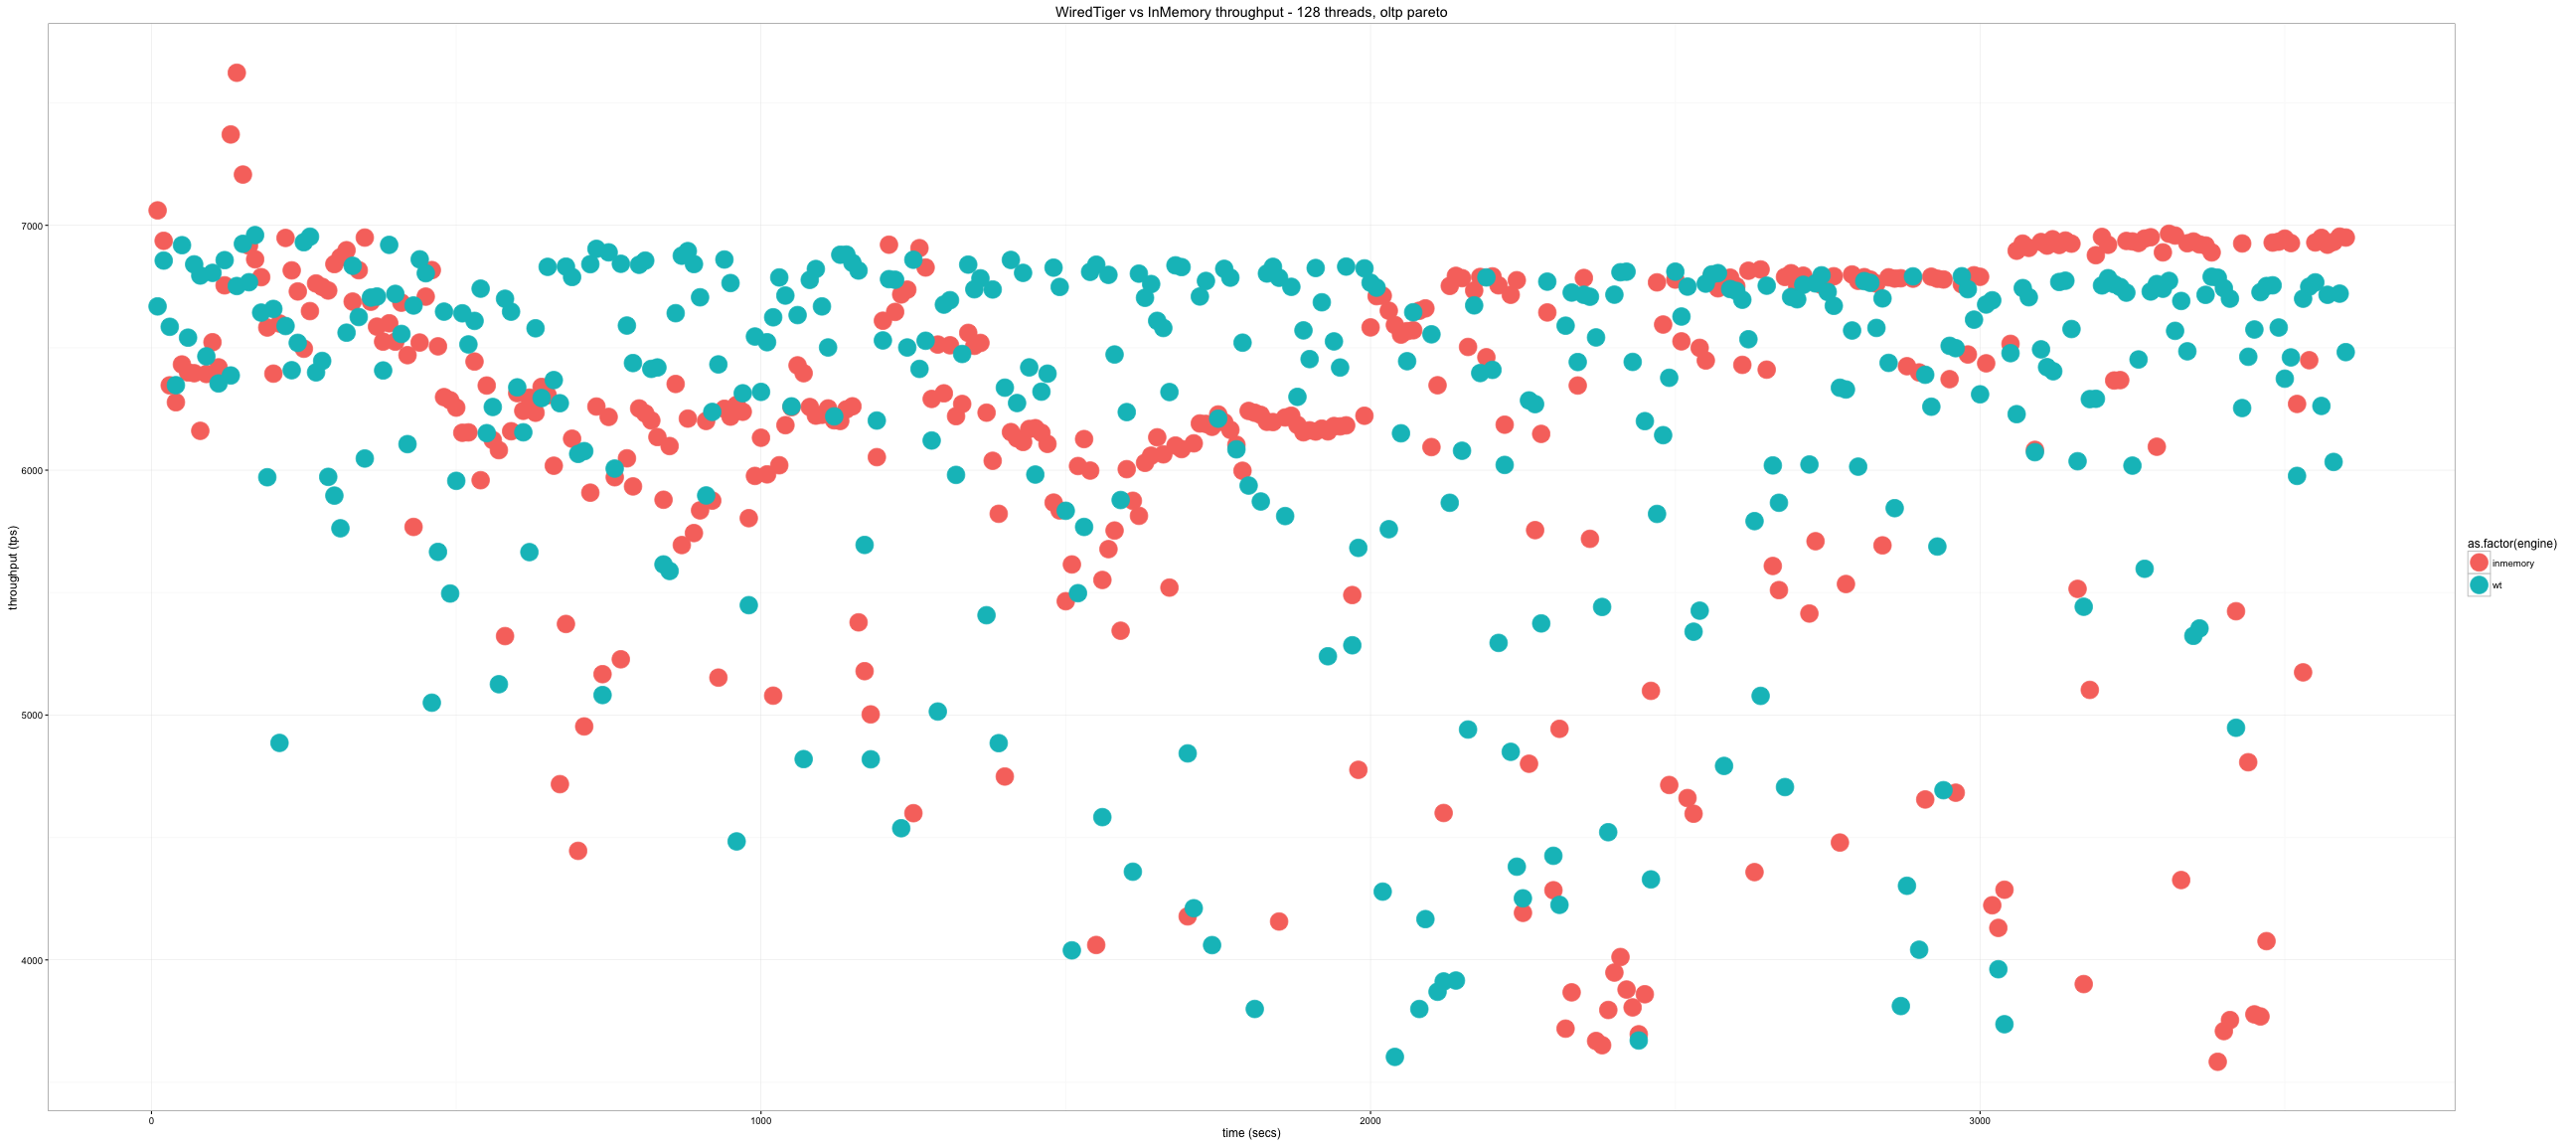 WiredTiger vs InMemory throughput - 128 threads, oltp pareto
7000
6000
5000
4000
throughput (tps)
0
1000
2000
3000
time (secs)
as.factor(engine)
inmemory
wt